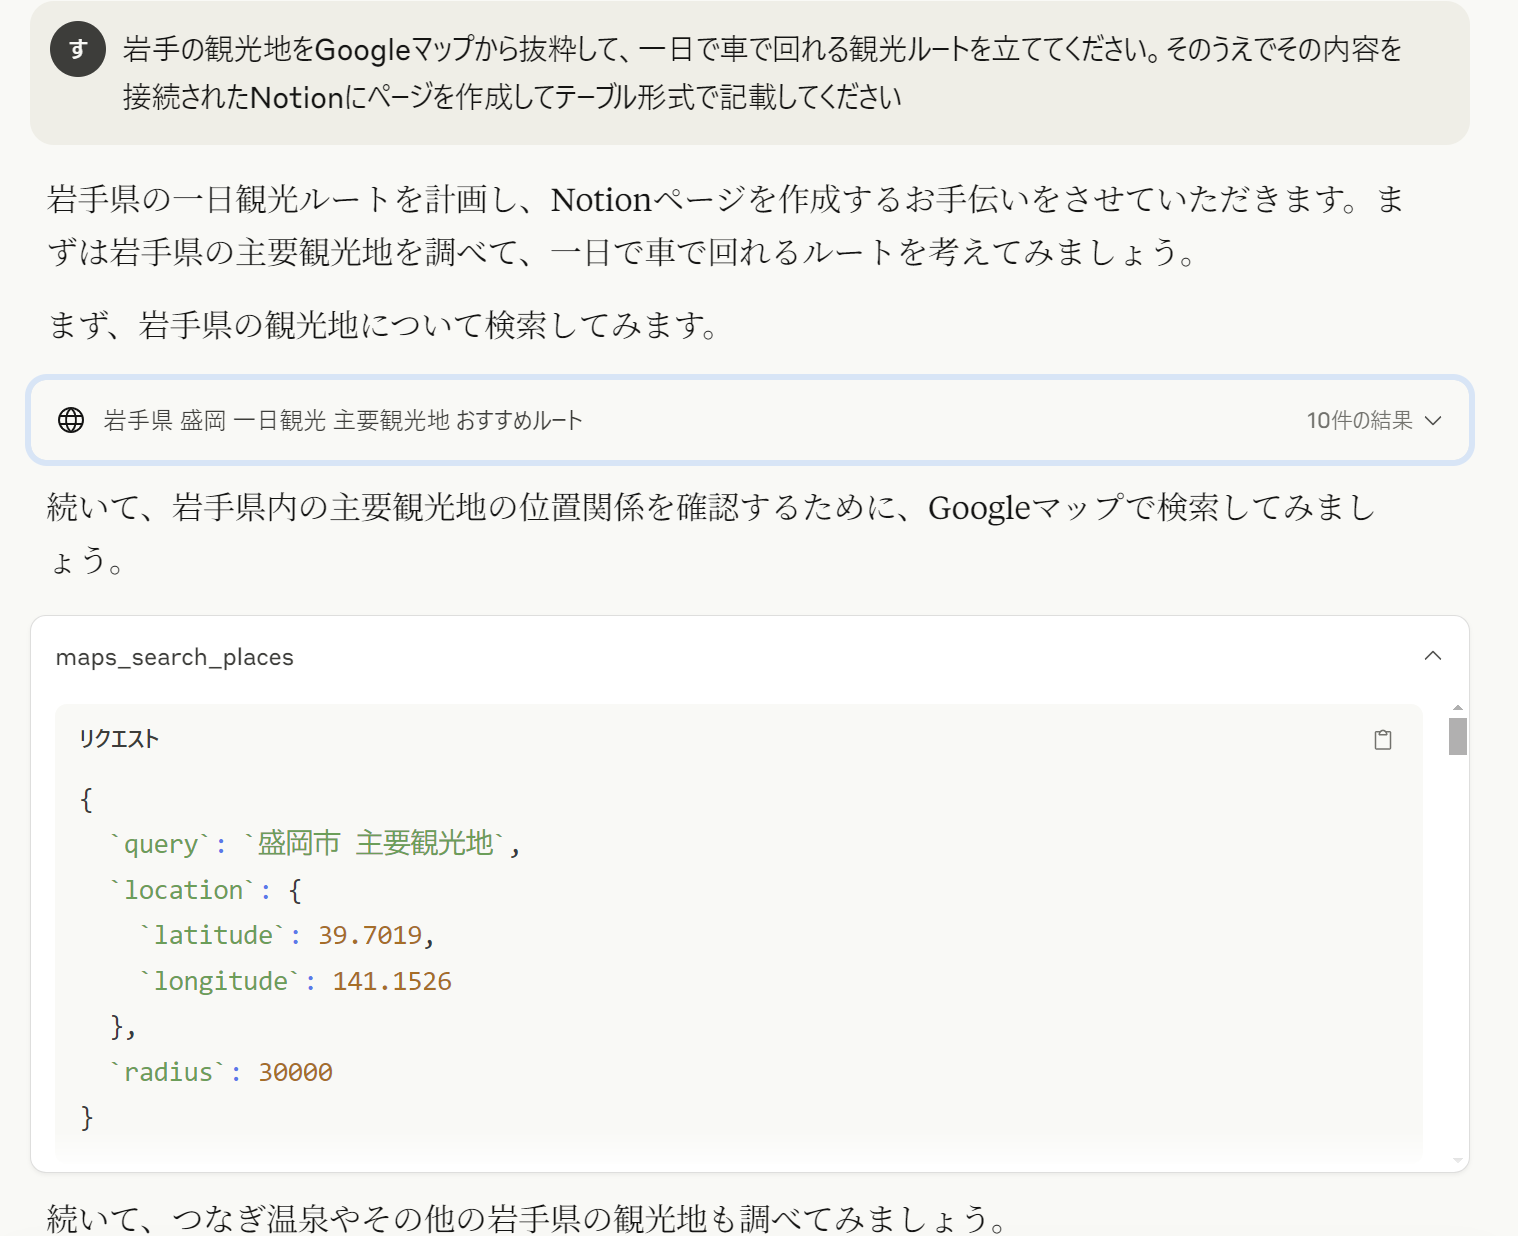 す
岩手の観光地をGoogleマップから抜粋して、一日で車で回れる観光ルートを立ててください。そのうえでその内容を
接続されたNotionにページを作成してテーブル形式で記載してください
岩手県の一日観光ルートを計画し、Notionページを作成するお手伝いをさせていただきます。ま
ずは岩手県の主要観光地を調べて、一日で車で回れるルートを考えてみましょう。
まず、岩手県の観光地について検索してみます。
岩手県 盛岡 一日観光 主要観光地 おすすめルート 10件の結果
続いて、岩手県内の主要観光地の位置関係を確認するために、Googleマップで検索してみまし
ょう。
maps_search_places
リクエスト
{
`query`: `盛岡市 主要観光地`,
`location`: {
`latitude`: 39.7019,
`longitude`: 141.1526
},
`radius`: 30000
}
続いて、つなぎ温泉やその他の岩手県の観光地も調べてみましょう。